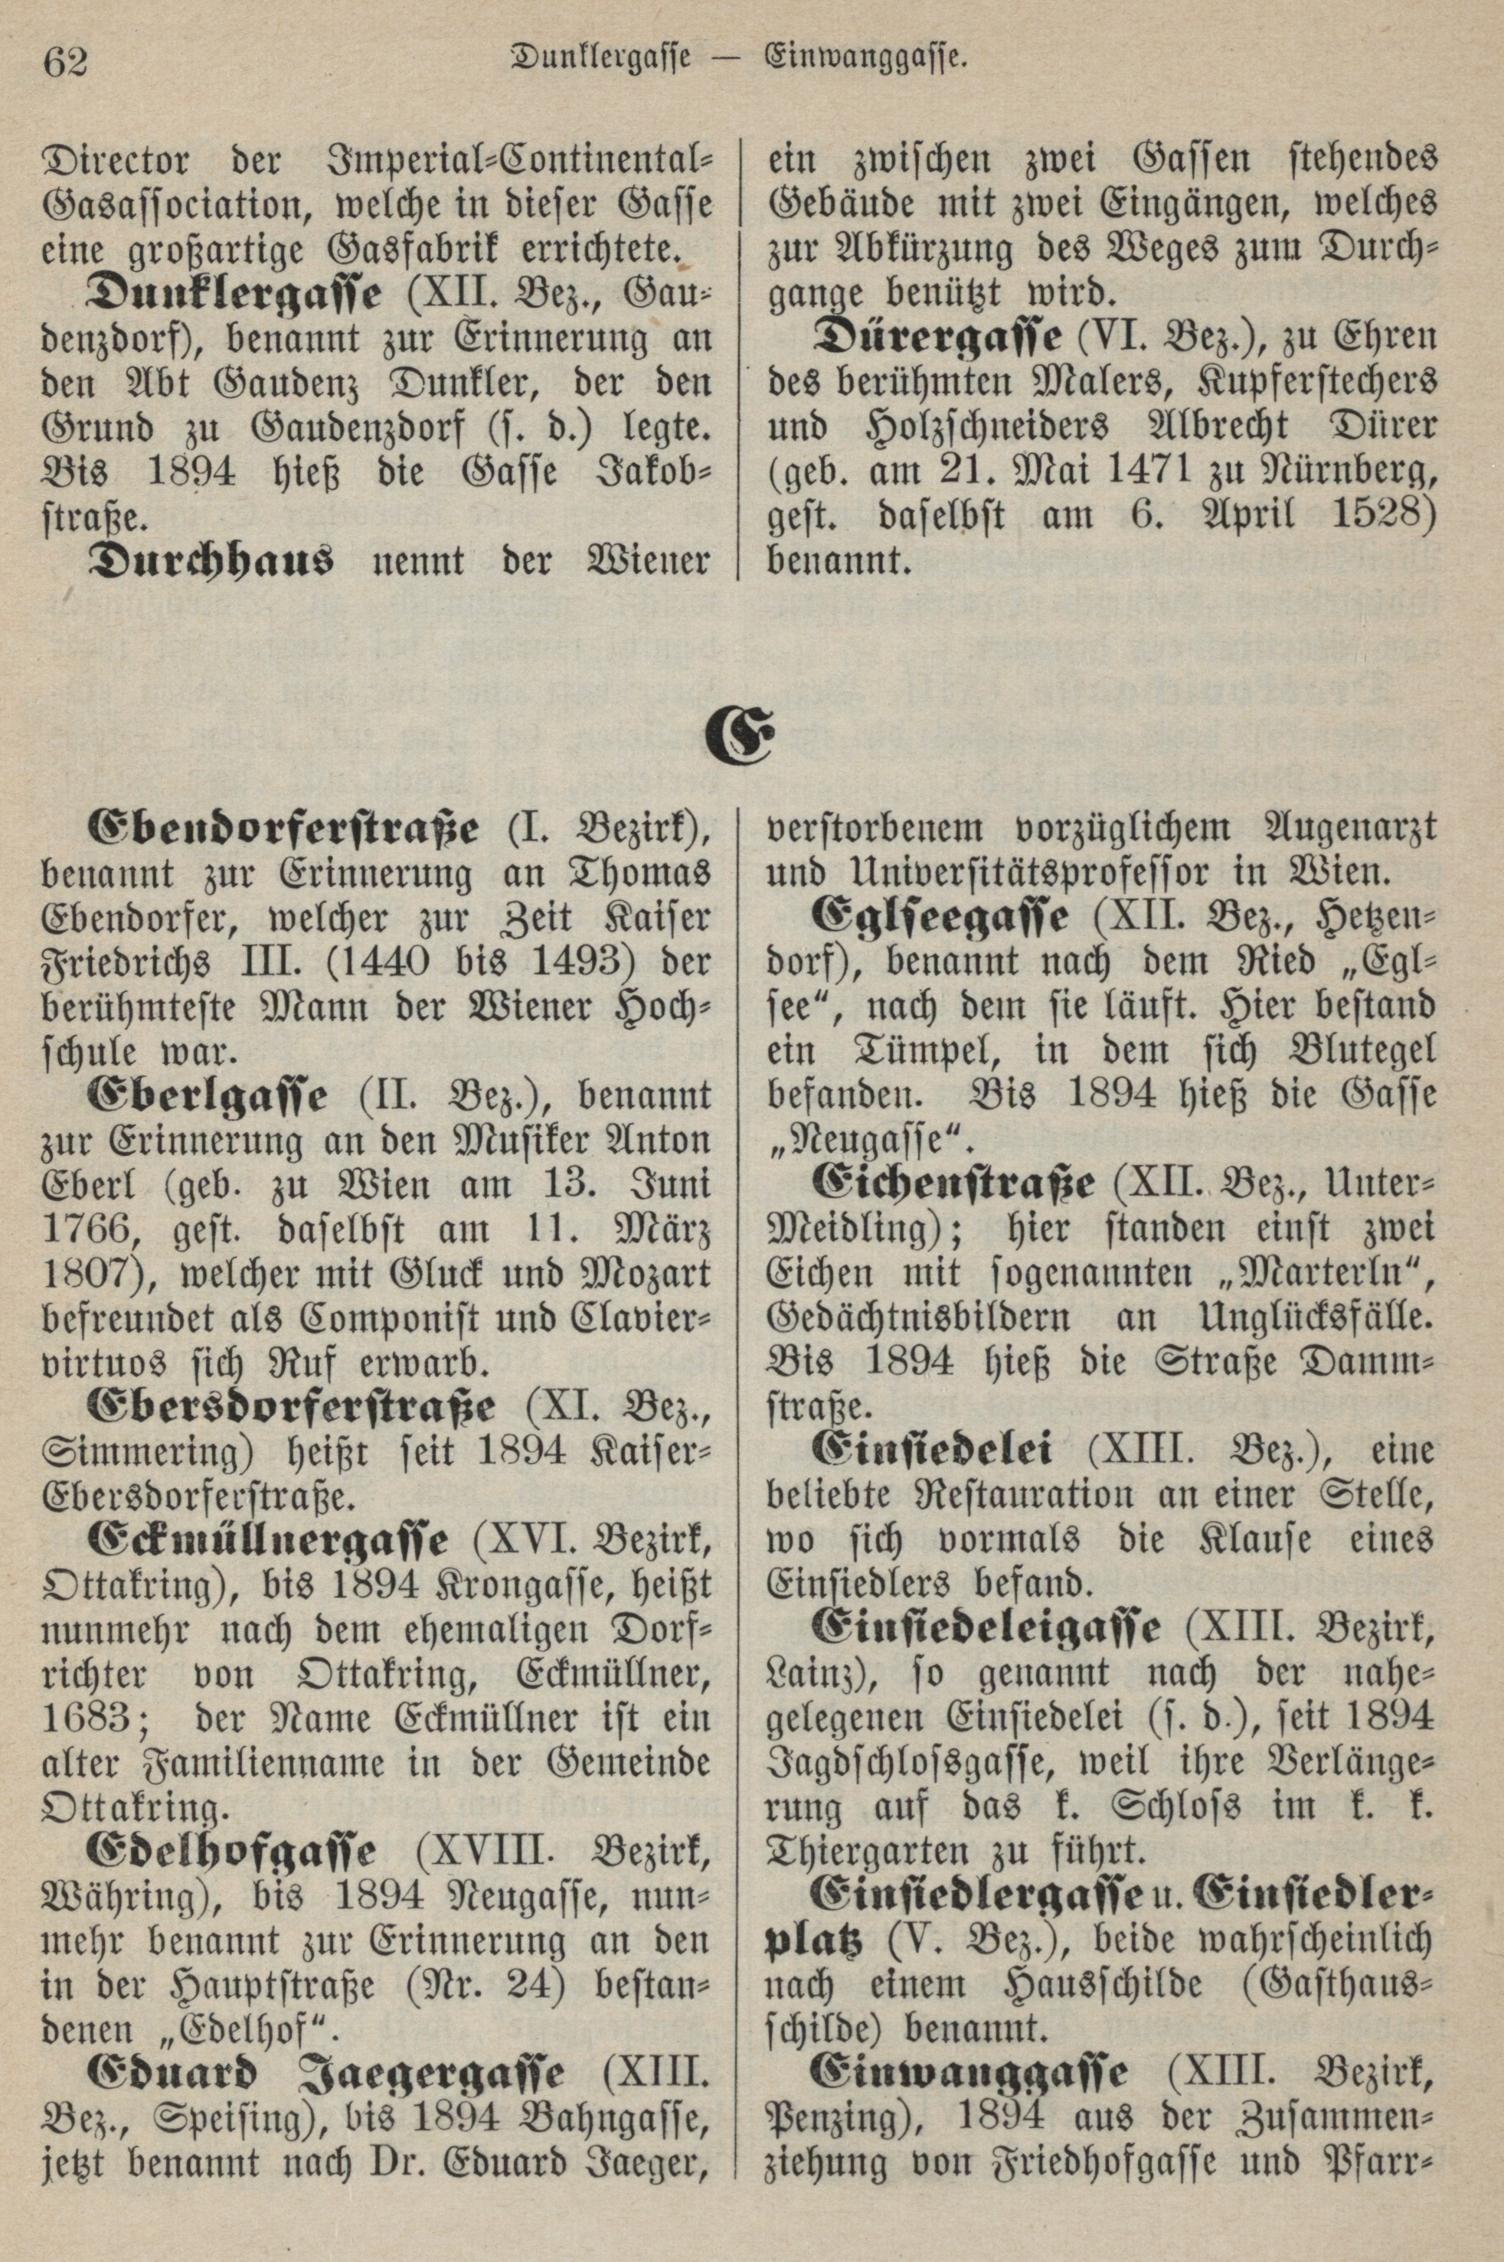 62
Dunklergasse — Einwanggasse.
Director der Imperial-Continental-
Gasassociation, welche in dieser Gasse
eine großartige Gasfabrik errichtete.
Dunklergasse (XII. Bez., Gau-
denzdorf), benannt zur Erinnerung an
den Abt Gaudenz Dunkler, der den
Grund zu Gaudenzdorf (s. d.) legte.
Bis 1894 hieß die Gasse Jakob-
straße.
Durchhaus nennt der Wiener
ein zwischen zwei Gassen stehendes
Gebäude mit zwei Eingängen, welches
zur Abkürzung des Weges zum Durch-
gange benützt wird.
Dürergasse (VI. Bez.), zu Ehren
des berühmten Malers, Kupferstechers
und Holzschneiders Albrecht Dürer
(geb. am 21. Mai 1471 zu Nürnberg,
gest. daselbst am 6. April 1528)
benannt.
E
Ebendorferstraße (I. Bezirk),
benannt zur Erinnerung an Thomas
Ebendorfer, welcher zur Zeit Kaiser
Friedrichs III. (1440 bis 1493) der
berühmteste Mann der Wiener Hoch-
schule war.
Eberlgasse (II. Bez.), benannt
zur Erinnerung an den Musiker Anton
Eberl (geb. zu Wien am 13. Juni
1766, gest. daselbst am 11. März
1807), welcher mit Gluck und Mozart
befreundet als Componist und Clavier-
virtuos sich Ruf erwarb.
Ebersdorferstraße (XI. Bez.,
Simmering) heißt seit 1894 Kaiser-
Ebersdorferstraße.
Eckmüllnergasse (XVI. Bezirk,
Ottakring), bis 1894 Krongasse, heißt
nunmehr nach dem ehemaligen Dorf-
richter von Ottakring, Eckmüllner,
1683; der Name Eckmüllner ist ein
alter Familienname in der Gemeinde
Ottakring.
Edelhofgasse (XVIII. Bezirk,
Währing), bis 1894 Neugasse, nun-
mehr benannt zur Erinnerung an den
in der Hauptstraße (Nr. 24) bestan-
denen „Edelhof“.
Eduard Jaegergasse (XIII.
Bez., Speising), bis 1894 Bahngasse,
jetzt benannt nach Dr. Eduard Jaeger,
verstorbenem vorzüglichem Augenarzt
und Universitätsprofessor in Wien.
Eglseegasse (XII. Bez., Hetzen-
dorf), benannt nach dem Ried „Egl-
see“, nach dem sie läuft. Hier bestand
ein Tümpel, in dem sich Blutegel
befanden. Bis 1894 hieß die Gasse
„Neugasse“.
Eichenstraße (XII. Bez., Unter-
Meidling); hier standen einst zwei
Eichen mit sogenannten „Marterln“,
Gedächtnisbildern an Unglücksfälle.
Bis 1894 hieß die Straße Damm-
straße.
Einsiedelei (XIII. Bez.), eine
beliebte Restauration an einer Stelle,
wo sich vormals die Klause eines
Einsiedlers befand.
Einsiedeleigasse (XIII. Bezirk,
Lainz), so genannt nach der nahe-
gelegenen Einsiedelei (s. d.), seit 1894
Jagdschlossgasse, weil ihre Verlänge-
rung auf das k. Schloss im k. k.
Thiergarten zu führt.
Einsiedlergasse u. Einsiedler-
platz (V. Bez.), beide wahrscheinlich
nach einem Hausschilde (Gasthaus-
schilde) benannt.
Einwanggasse (XIII. Bezirk,
Penzing), 1894 aus der Zusammen-
ziehung von Friedhofgasse und Pfarr-